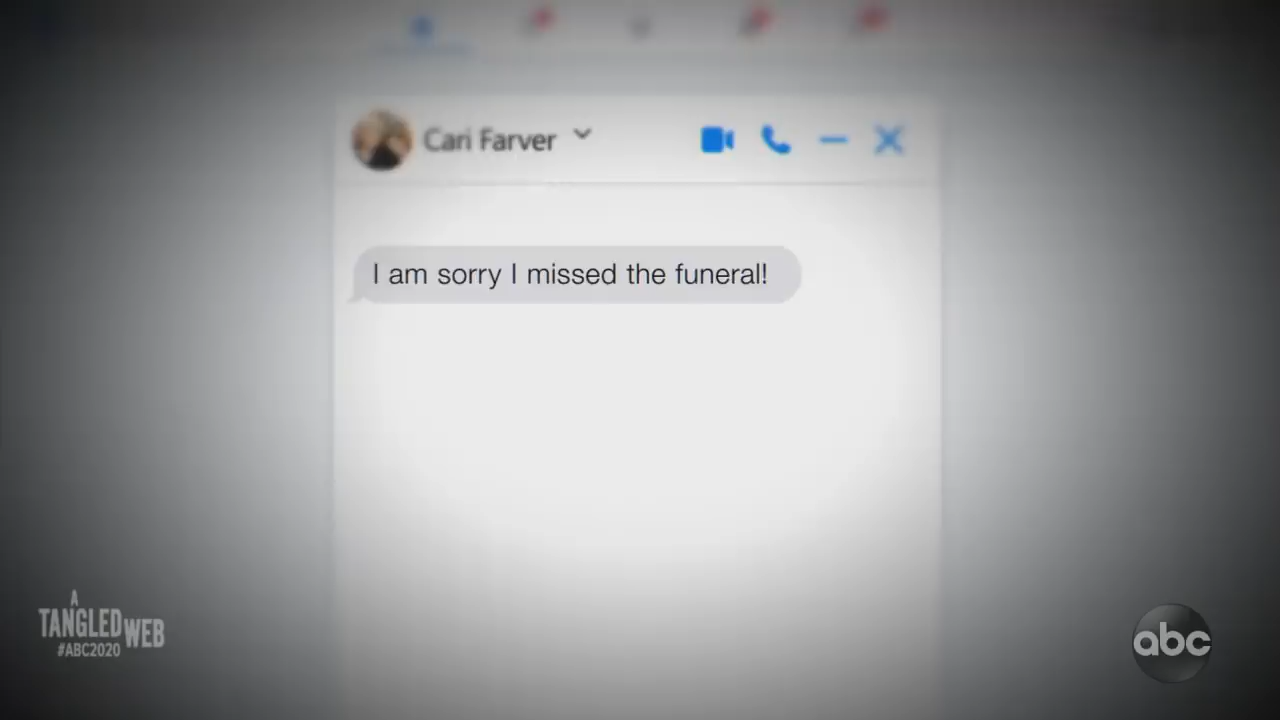 Cari Farver
I am sorry I missed the funeral!
A
TANGLED WEB
#ABC2020
abc